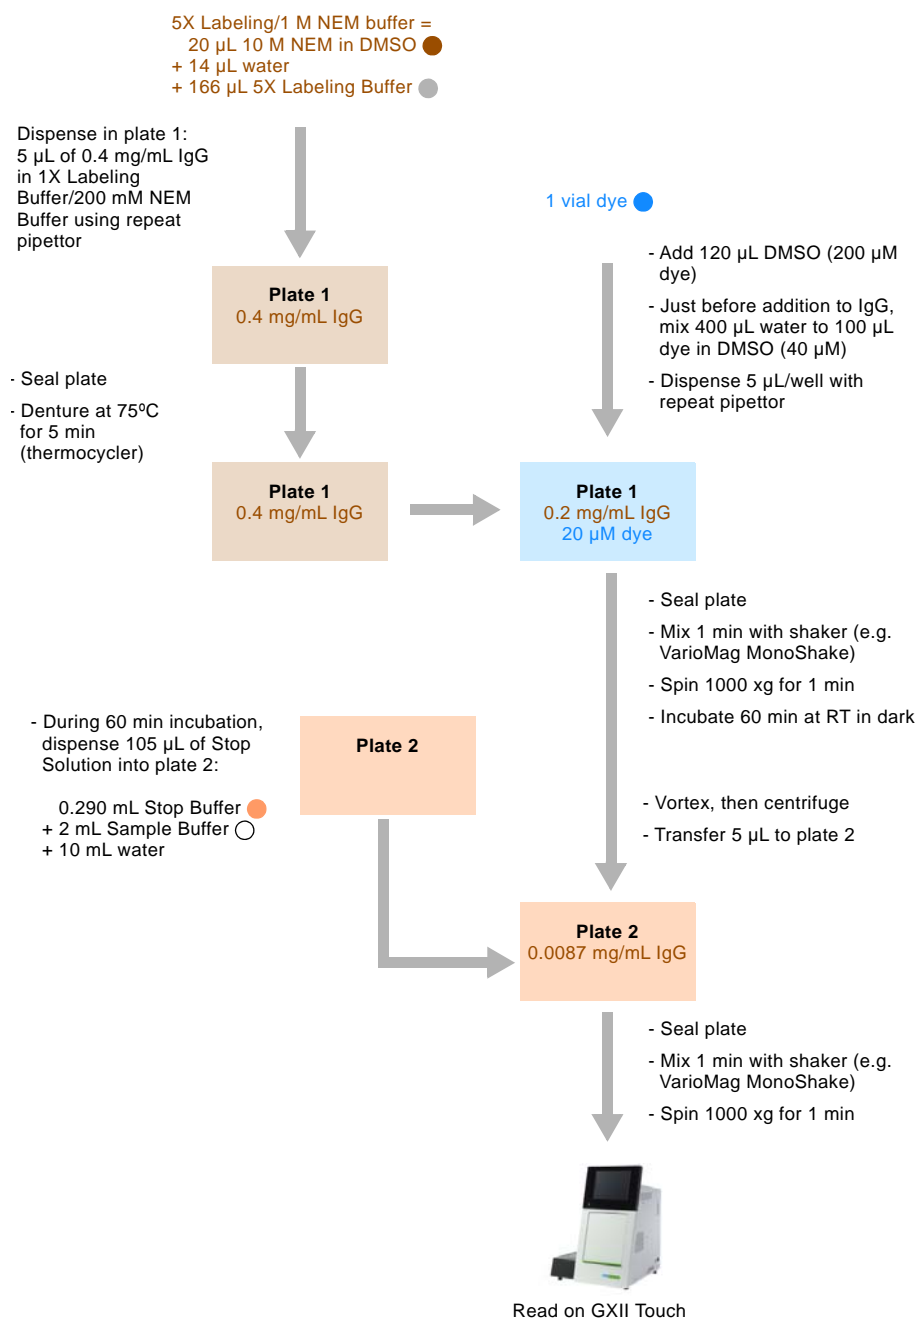 5X Labeling/1 M NEM buffer =
20 µL 10 M NEM in DMSO
+ 14 µL water
+ 166 µL 5X Labeling Buffer
Dispense in plate 1:
5 µL of 0.4 mg/mL IgG
in 1X Labeling
Buffer/200 mM NEM
Buffer using repeat
pipettor
1 vial dye
- Add 120 µL DMSO (200 µM
dye)
- Just before addition to IgG,
mix 400 µL water to 100 µL
dye in DMSO (40 µM)
- Dispense 5 µL/well with
repeat pipettor
Plate 1
0.4 mg/mL IgG
- Seal plate
- Denture at 75ºC
for 5 min
(thermocycler)
Plate 1
0.4 mg/mL IgG
Plate 1
0.2 mg/mL IgG
20 µM dye
- Seal plate
- Mix 1 min with shaker (e.g.
VarioMag MonoShake)
- Spin 1000 xg for 1 min
- Incubate 60 min at RT in dark
- During 60 min incubation,
dispense 105 µL of Stop
Solution into plate 2:
0.290 mL Stop Buffer
+ 2 mL Sample Buffer
+ 10 mL water
Plate 2
- Vortex, then centrifuge
- Transfer 5 µL to plate 2
Plate 2
0.0087 mg/mL IgG
- Seal plate
- Mix 1 min with shaker (e.g.
VarioMag MonoShake)
- Spin 1000 xg for 1 min
Read on GXII Touch